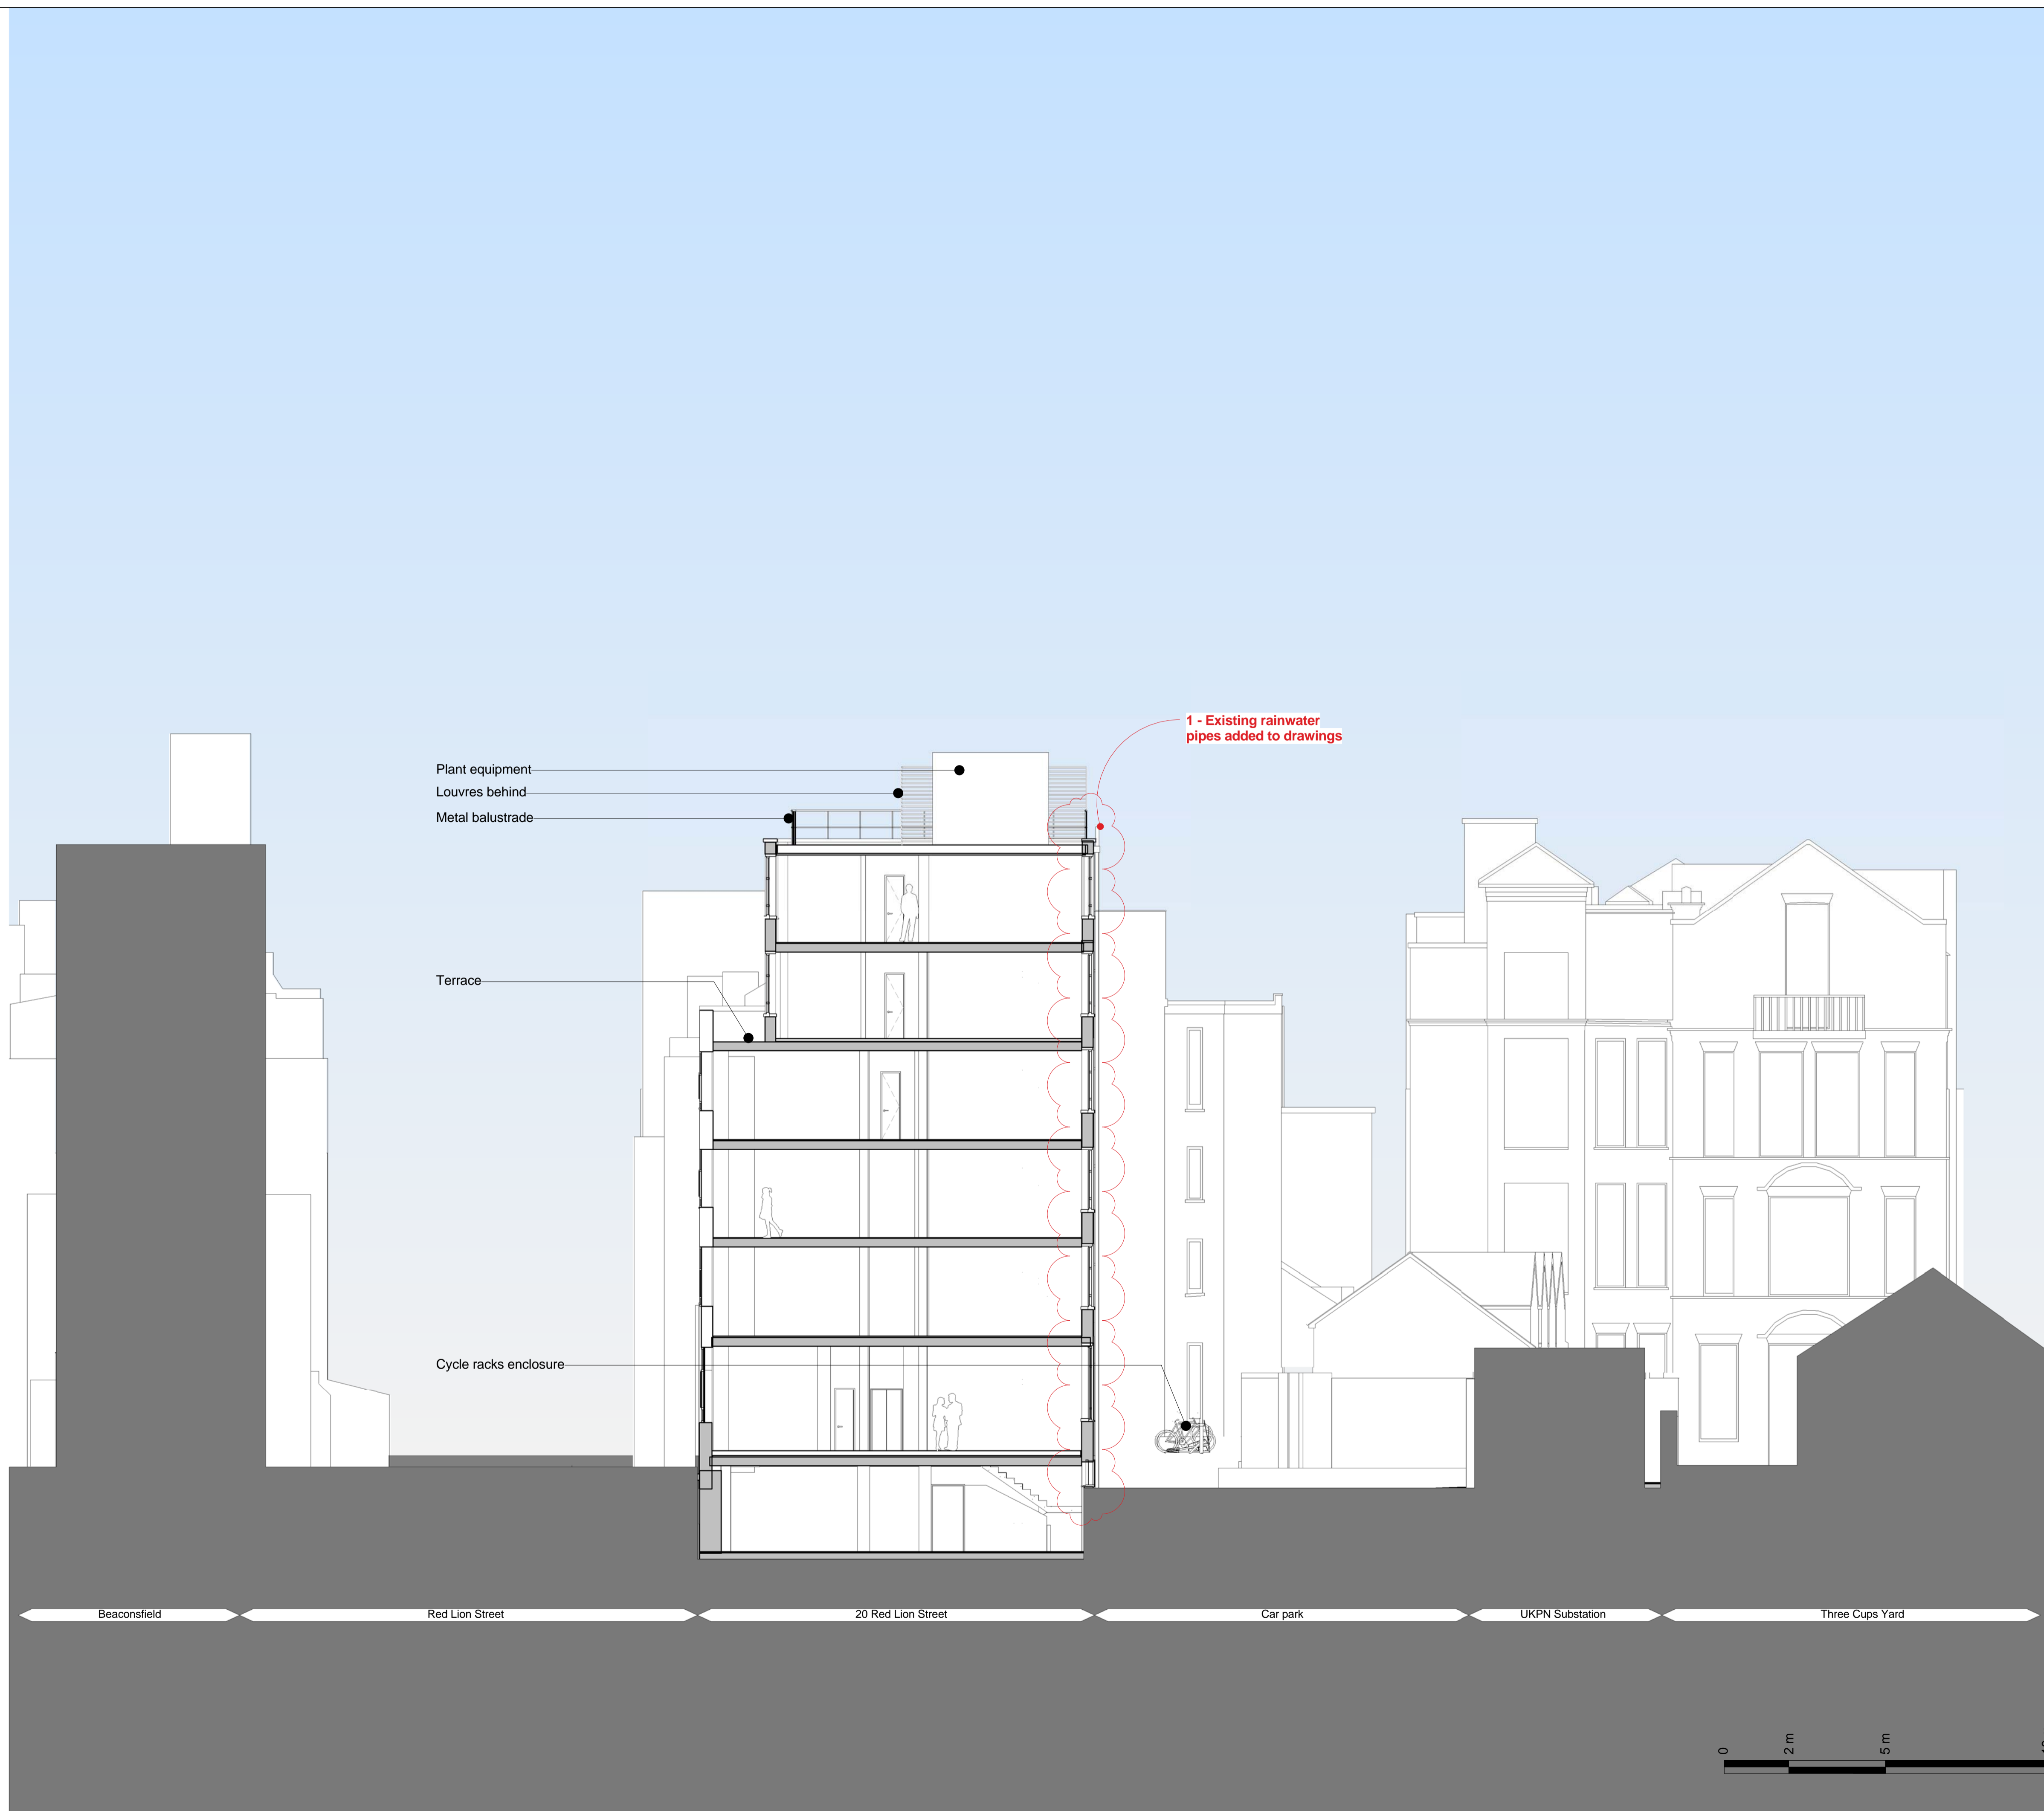 1 - Existing rainwater
pipes added to drawings
Plant equipment
Louvres behind
Metal balustrade
Terrace
Cycle racks enclosure
Beaconsfield
Red Lion Street
20 Red Lion Street
Car park
UKPN Substation
Three Cups Yard
0
2 m
5 m